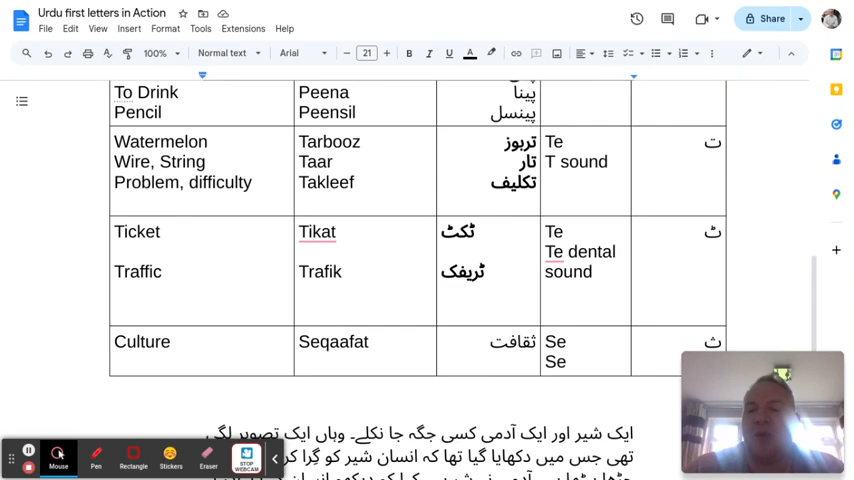 Urdu first letters in Action
File Edit View Insert Format Tools Extensions Help
Share
100% Normal text Arial − 21 + B I U A
To Drink Peena پینا
Pencil Peensil پینسل
Watermelon Tarbooz تربوز Te ت
Wire, String Taar تار T sound
Problem, difficulty Takleef تکلیف
Ticket Tikat ٹکٹ Te ٹ
Te dental
Traffic Trafik ٹریفک sound
Culture Seqaafat ثقافت Se ث
Se
ایک شیر اور ایک آدمی کسی جگہ جا نکلے۔ وہاں ایک تصویر لگی
تھی جس میں دکھایا گیا تھا کہ انسان شیر کو گرا کر
Mouse Pen Rectangle Stickers Eraser STOP WEBCAM